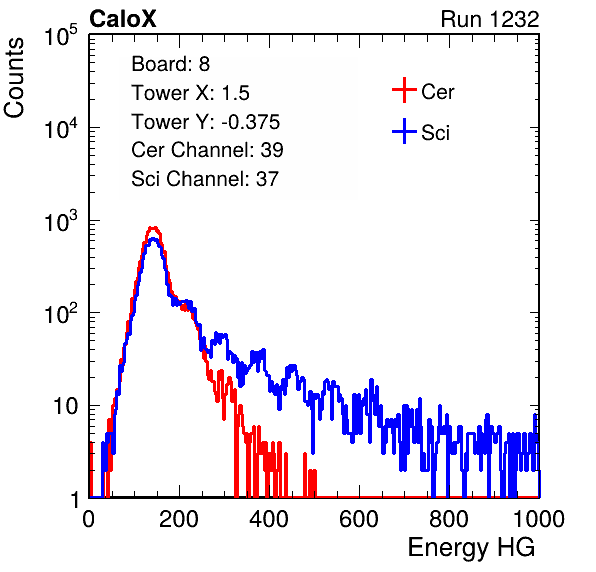 CaloX Run 1232
Counts
Board: 8
Tower X: 1.5
Tower Y: -0.375
Cer Channel: 39
Sci Channel: 37
Cer
Sci
10^5
10^4
10^3
10^2
10
1
0 200 400 600 800 1000
Energy HG